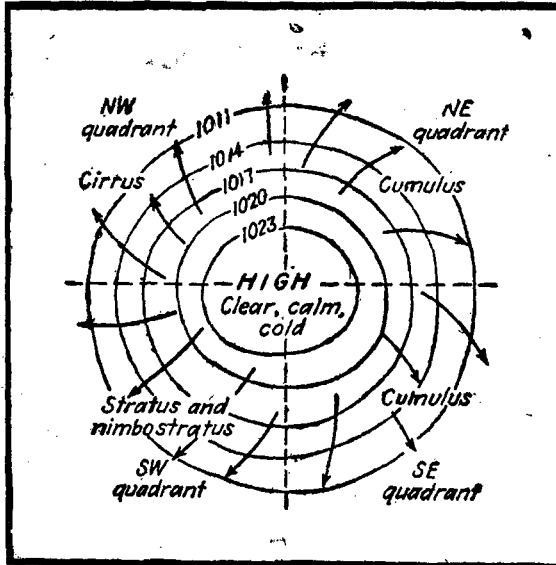 NW
quadrant
NE
quadrant
1011
1014
Cirrus
Cumulus
1017
1020
1023
HIGH
Clear, calm,
cold
Stratus and
nimbostratus
Cumulus
SW
quadrant
SE
quadrant